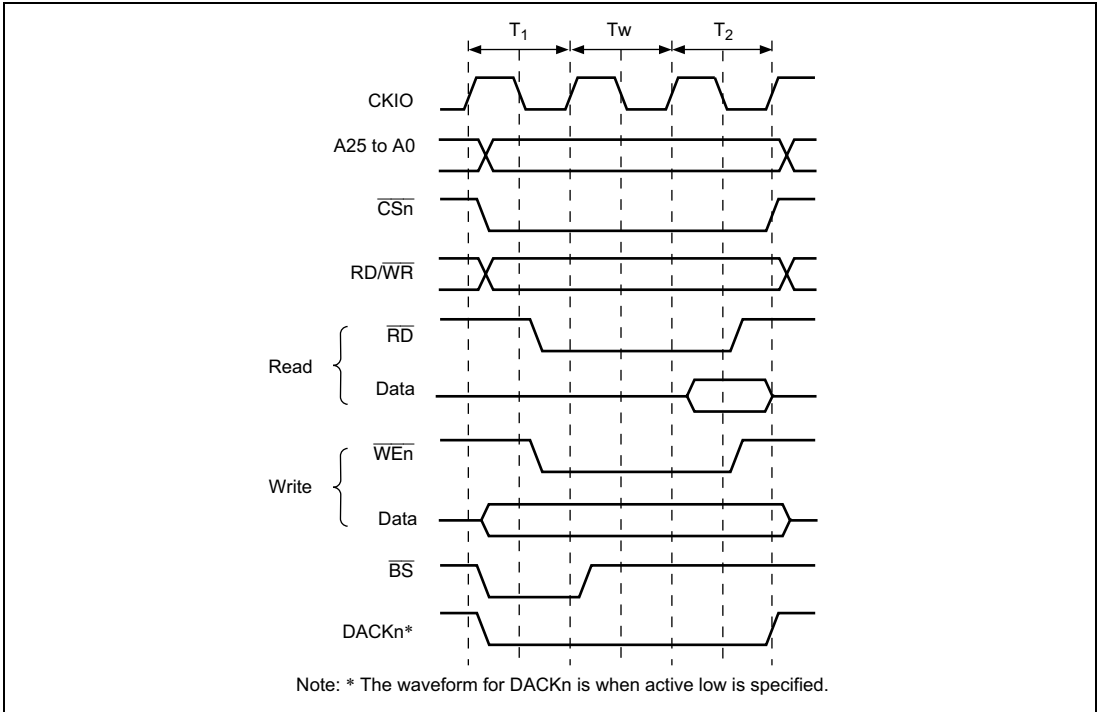 T1 Tw T2
CKIO
A25 to A0
CSn
RD/WR
RD
Read
Data
WEn
Write
Data
BS
DACKn*
Note: * The waveform for DACKn is when active low is specified.